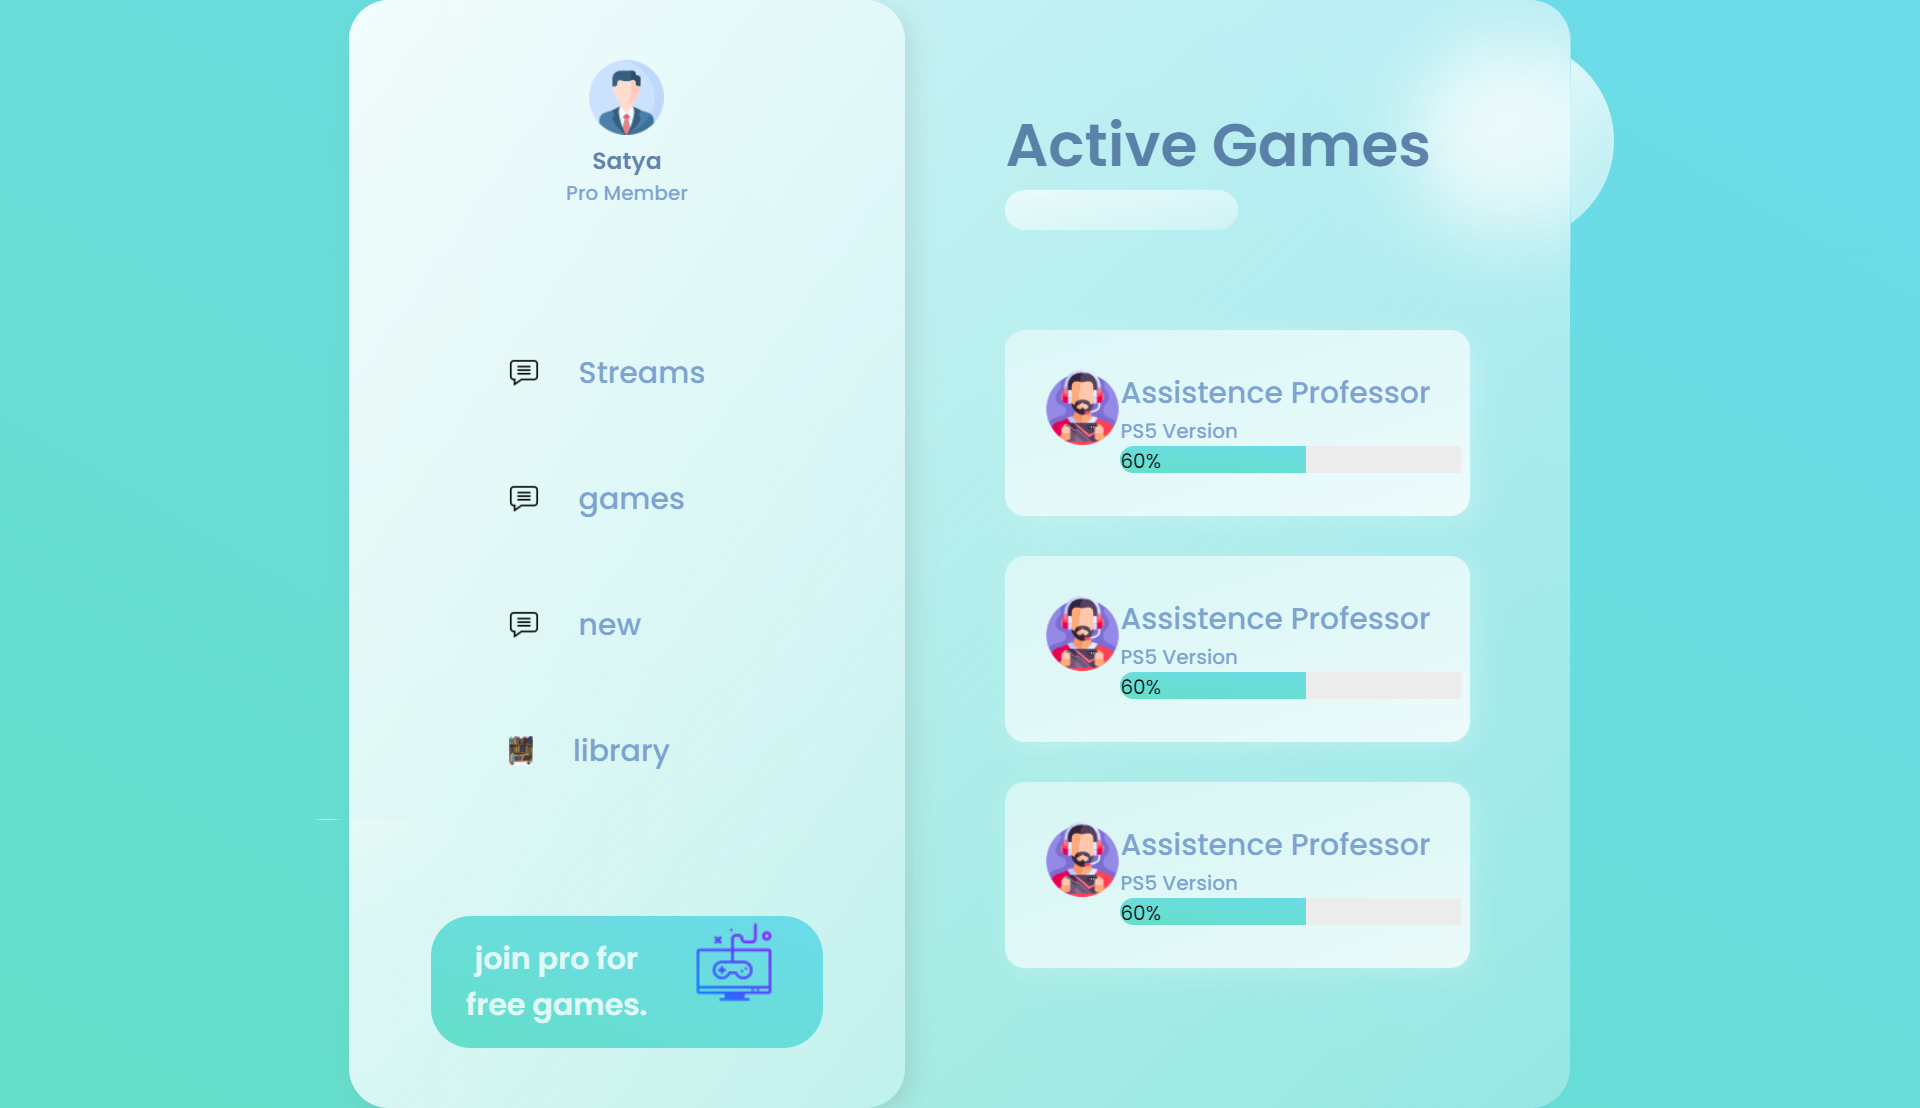 Satya
Pro Member
Streams
games
new
library
join pro for
free games.
Active Games
Assistence Professor
PS5 Version
60%
Assistence Professor
PS5 Version
60%
Assistence Professor
PS5 Version
60%